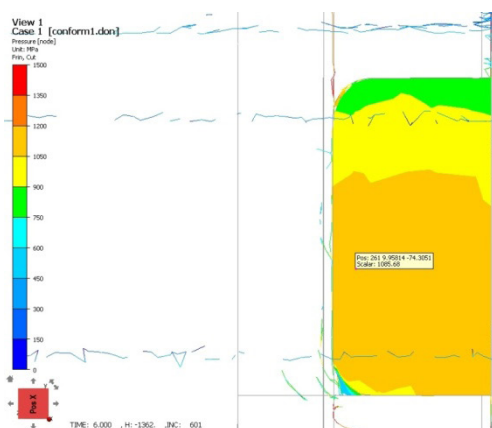 View 1
Case 1 [conform1.don]
Pressure [node]
Unit: MPa
Frin, Cut
1500
1350
1200
1050
900
750
600
450
300
150
0
Pos: 261 9.95814 -74.3051
Scalar: 1085.68
Pos X
TIME: 6.000 , H: -1362. .INC: 601